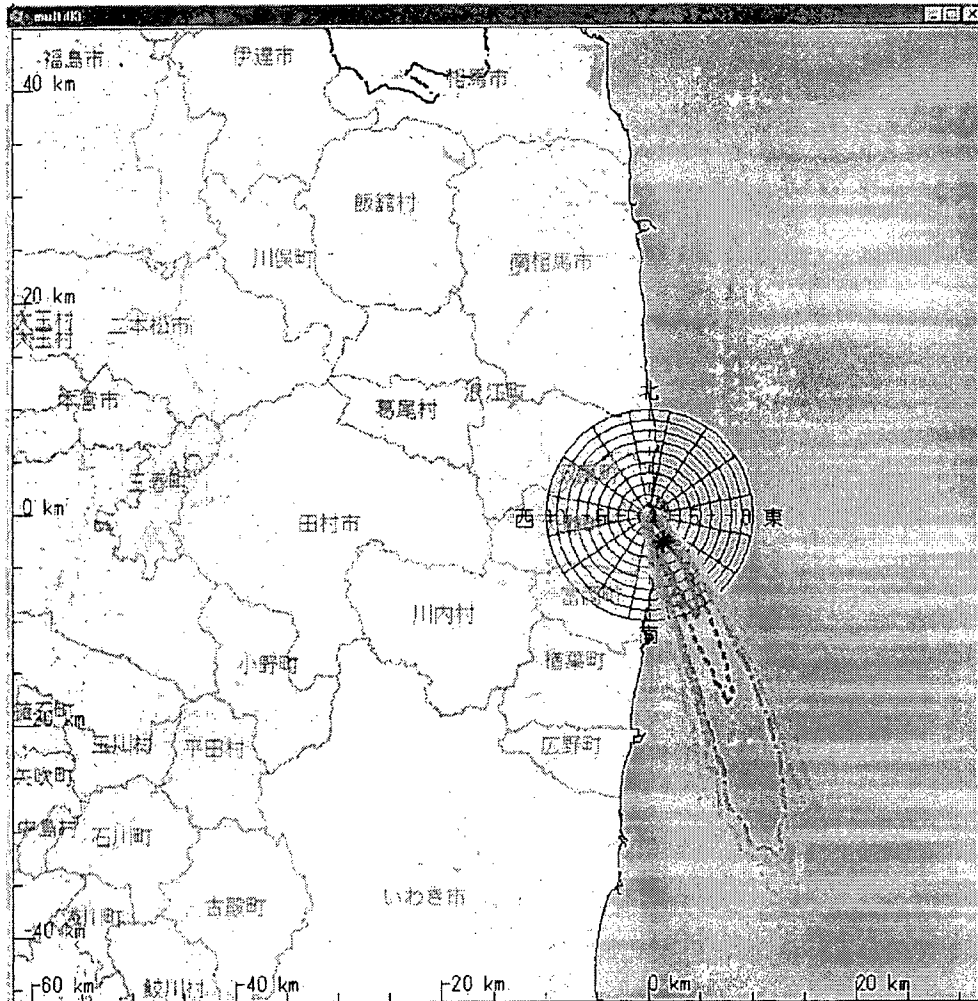 福島市
伊達市
相馬市
40 km
飯舘村
川俣町
南相馬市
20 km
大玉村
大玉村
二本松市
北
本宮市
葛尾村
浪江町
三春町
0 km
田村市
西
東
川内村
南
小野町
楢葉町
-20 km
玉川村
平田村
広野町
矢吹町
中島村
石川町
いわき市
古殿町
-40 km
鮫川村
-60 km
-40 km
-20 km
0 km
20 km